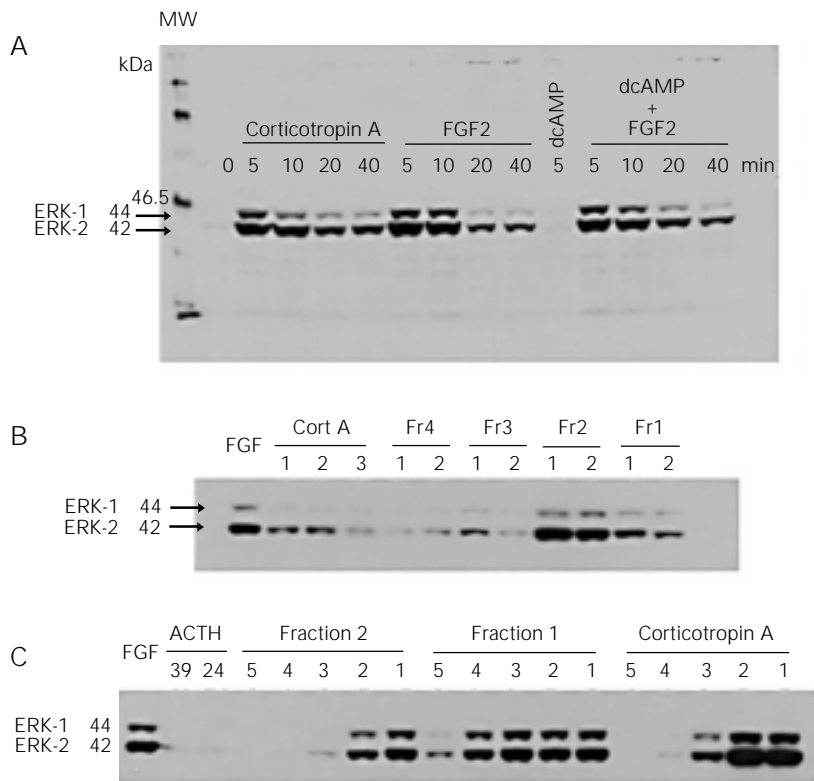 MW
A
kDa
dcAMP
Corticotropin A FGF2 dcAMP + FGF2
0 5 10 20 40 5 10 20 40 5 5 10 20 40 min
46.5
ERK-1 44
ERK-2 42
B
Cort A Fr4 Fr3 Fr2 Fr1
FGF 1 2 3 1 2 1 2 1 2 1 2
ERK-1 44
ERK-2 42
C
ACTH Fraction 2 Fraction 1 Corticotropin A
FGF 39 24 5 4 3 2 1 5 4 3 2 1 5 4 3 2 1
ERK-1 44
ERK-2 42